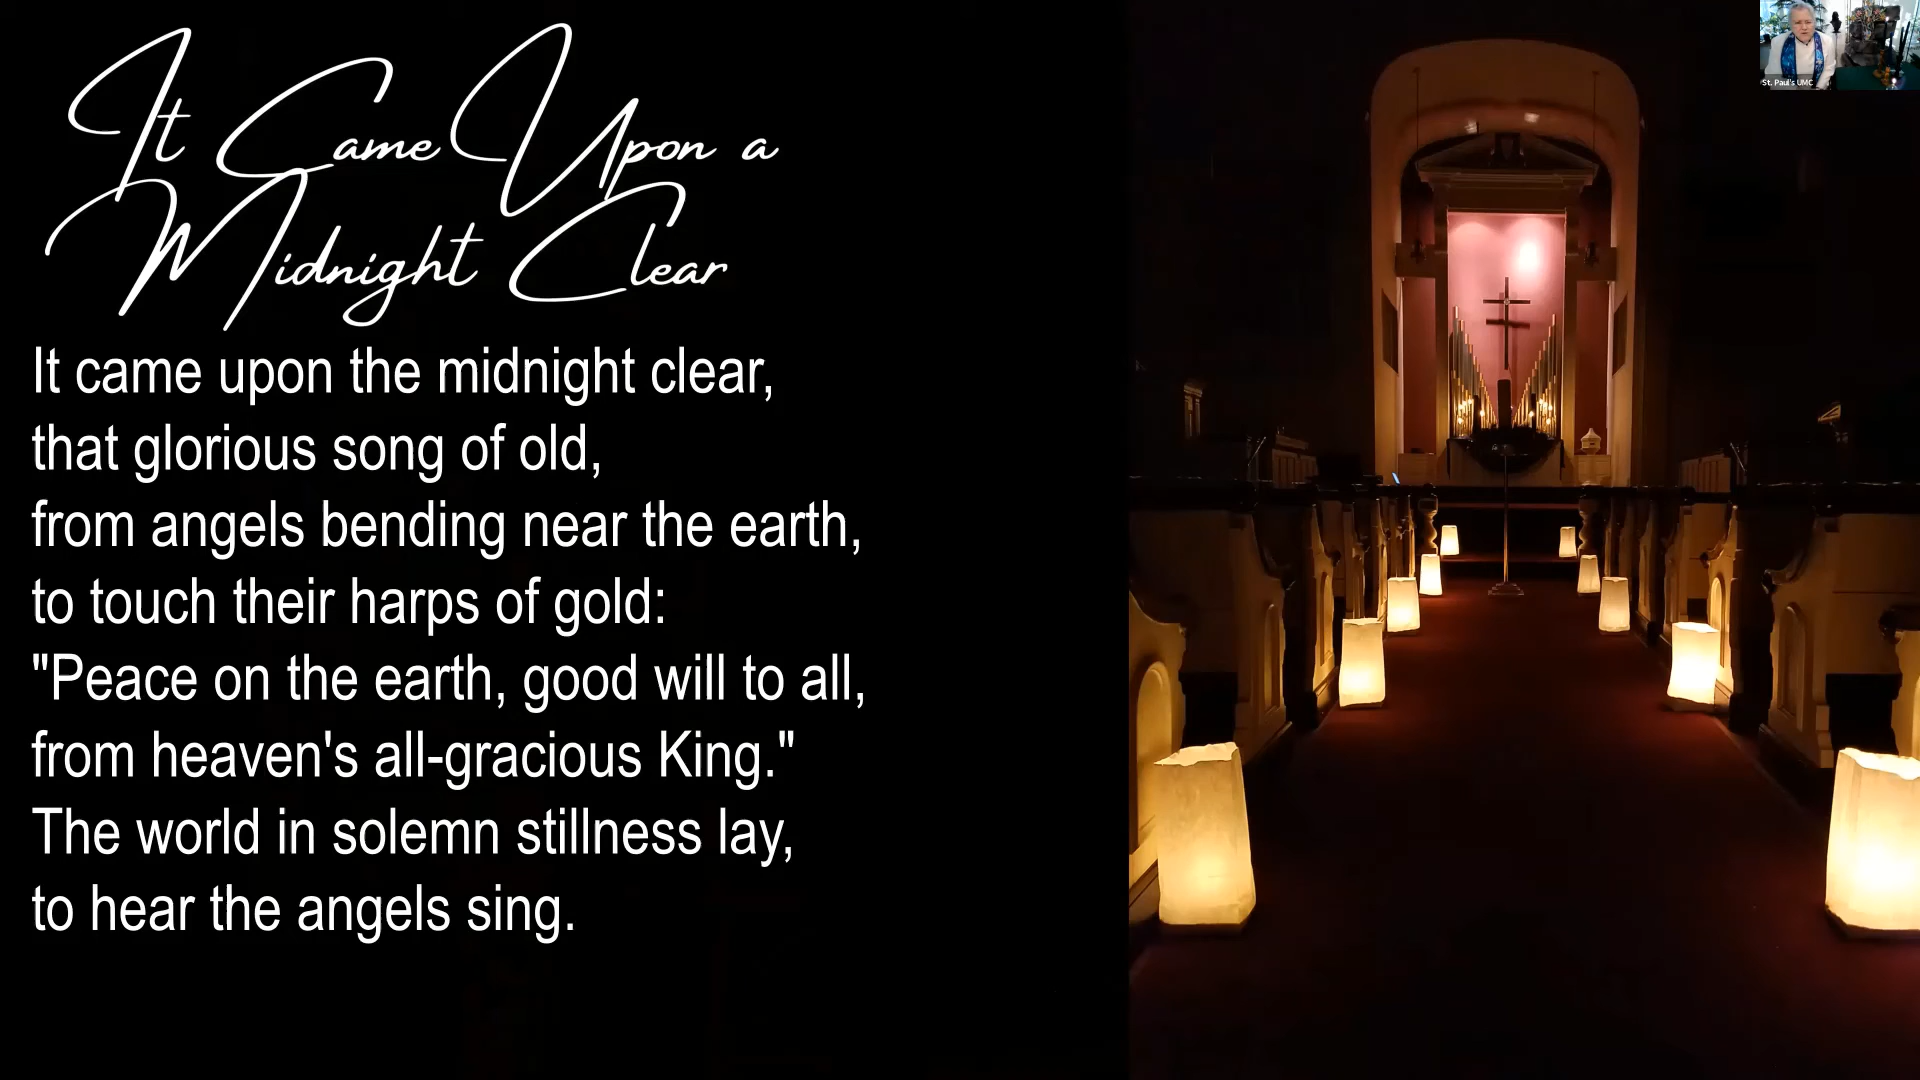 It Came Upon a
Midnight Clear
It came upon the midnight clear,
that glorious song of old,
from angels bending near the earth,
to touch their harps of gold:
"Peace on the earth, good will to all,
from heaven's all-gracious King."
The world in solemn stillness lay,
to hear the angels sing.
St. Paul's UMC